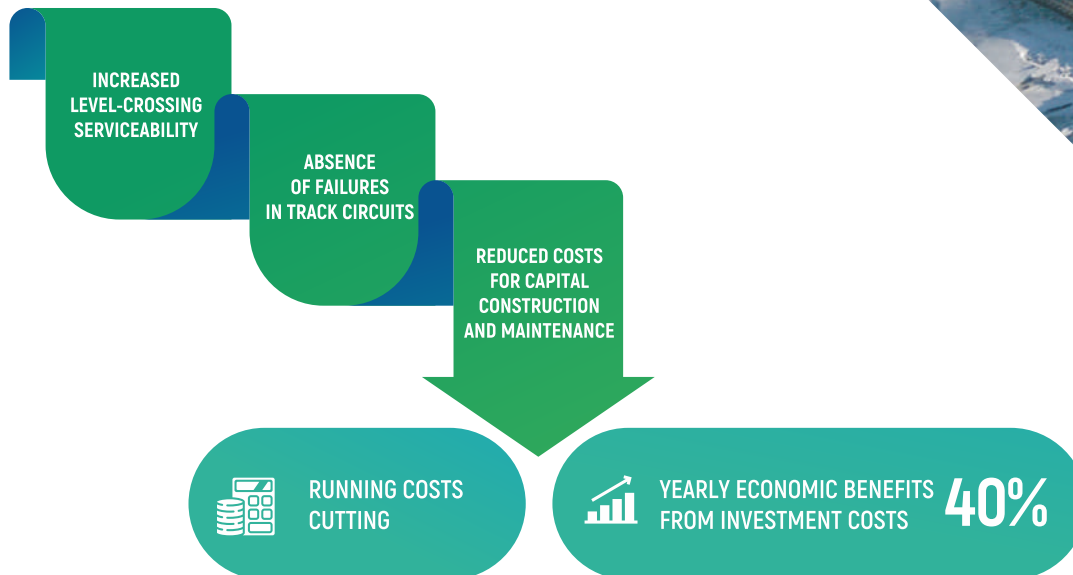 INCREASED
LEVEL-CROSSING
SERVICEABILITY
ABSENCE
OF FAILURES
IN TRACK CIRCUITS
REDUCED COSTS
FOR CAPITAL
CONSTRUCTION
AND MAINTENANCE
RUNNING COSTS
CUTTING
YEARLY ECONOMIC BENEFITS
FROM INVESTMENT COSTS
40%